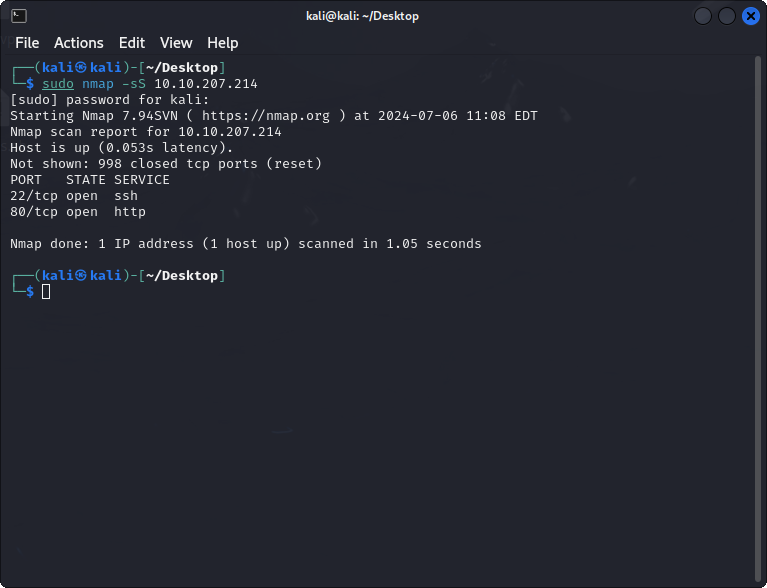 kali@kali: ~/Desktop
File Actions Edit View Help
┌──(kali㉿kali)-[~/Desktop]
└─$ sudo nmap -sS 10.10.207.214
[sudo] password for kali:
Starting Nmap 7.94SVN ( https://nmap.org ) at 2024-07-06 11:08 EDT
Nmap scan report for 10.10.207.214
Host is up (0.053s latency).
Not shown: 998 closed tcp ports (reset)
PORT   STATE SERVICE
22/tcp open  ssh
80/tcp open  http
Nmap done: 1 IP address (1 host up) scanned in 1.05 seconds
┌──(kali㉿kali)-[~/Desktop]
└─$